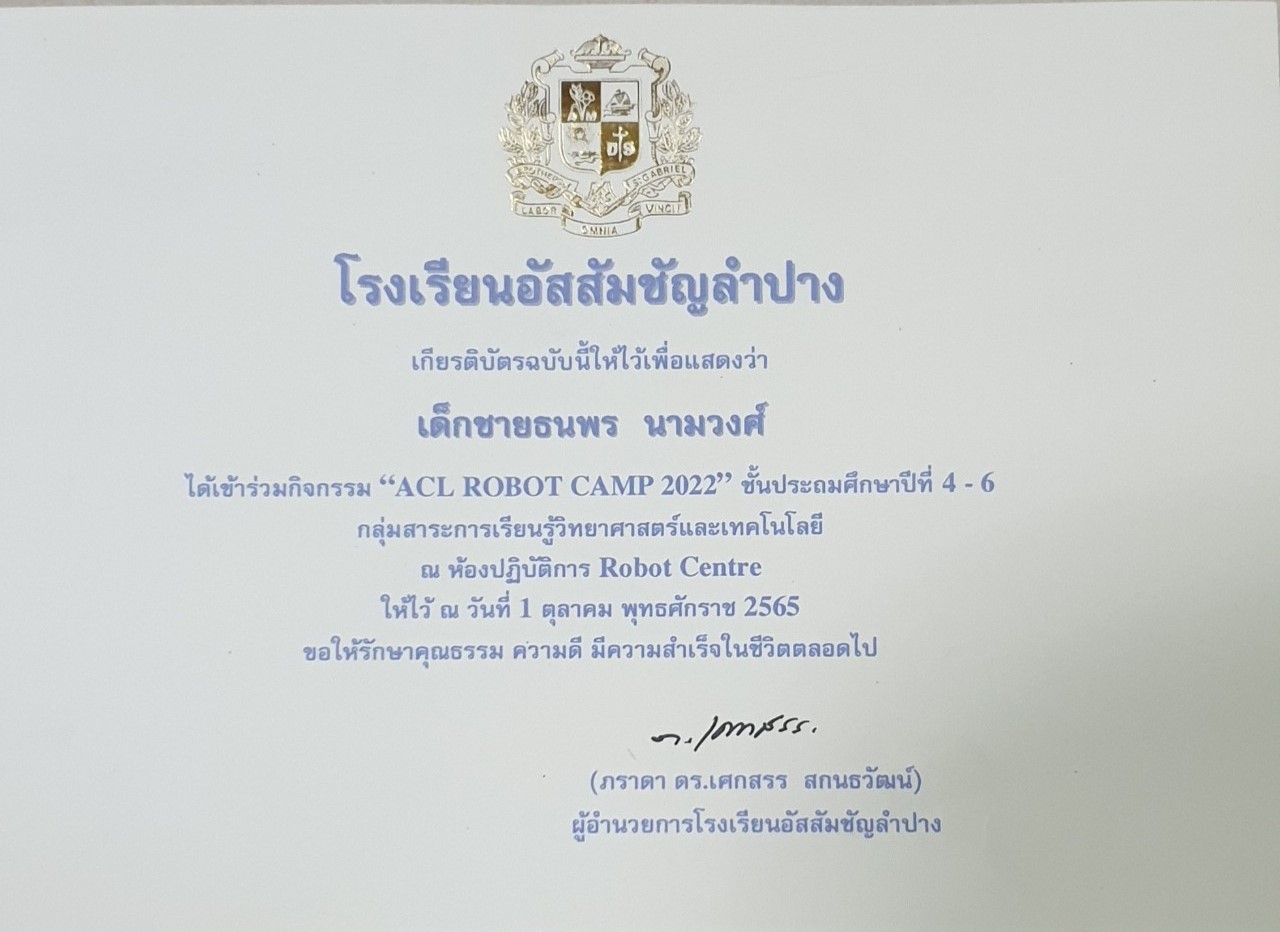 A M
D S
BROTHERS OF ST GABRIEL
LABOR OMNIA VINCIT
โรงเรียนอัสสัมชัญลำปาง
เกียรติบัตรฉบับนี้ให้ไว้เพื่อแสดงว่า
เด็กชายธนพร นามวงศ์
ได้เข้าร่วมกิจกรรม “ACL ROBOT CAMP 2022” ชั้นประถมศึกษาปีที่ 4 - 6
กลุ่มสาระการเรียนรู้วิทยาศาสตร์และเทคโนโลยี
ณ ห้องปฏิบัติการ Robot Centre
ให้ไว้ ณ วันที่ 1 ตุลาคม พุทธศักราช 2565
ขอให้รักษาคุณธรรม ความดี มีความสำเร็จในชีวิตตลอดไป
(ภราดา ดร.เศกสรร สกนธวัฒน์)
ผู้อำนวยการโรงเรียนอัสสัมชัญลำปาง